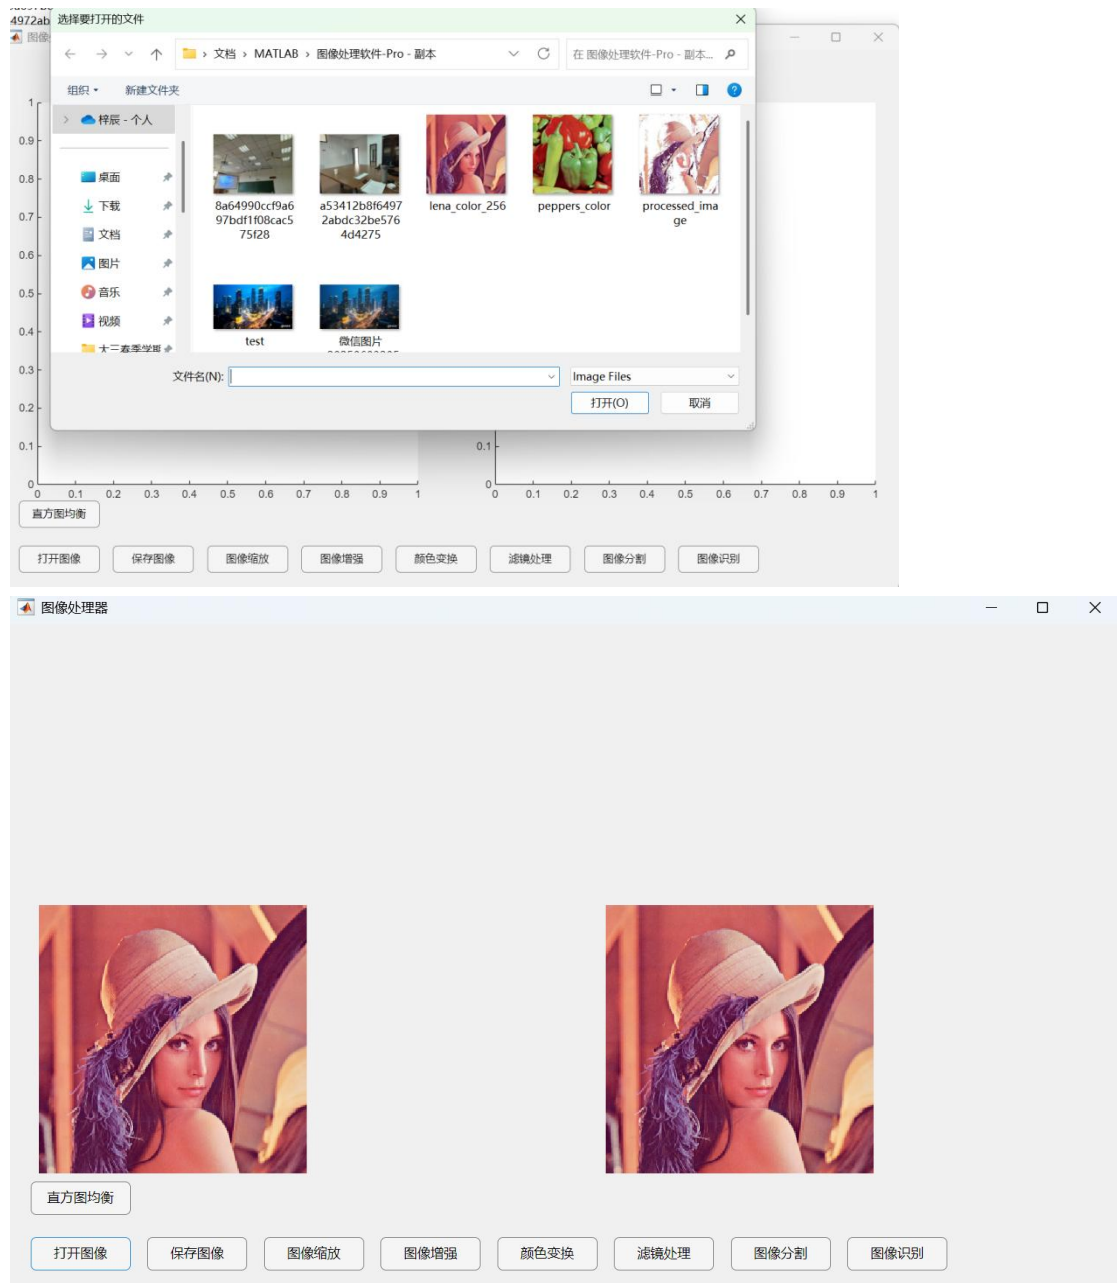 4972ab
选择要打开的文件
图像
文档 › MATLAB › 图像处理软件-Pro - 副本
在 图像处理软件-Pro - 副本...
组织
新建文件夹
梓辰 - 个人
桌面
下载
文档
图片
音乐
视频
大三春季学期
8a64990ccf9a6
97bdf1f08cac5
75f28
a53412b8f6497
2abdc32be576
4d4275
lena_color_256
peppers_color
processed_ima
ge
test
微信图片
文件名(N):
Image Files
打开(O)
取消
1
0.9
0.8
0.7
0.6
0.5
0.4
0.3
0.2
0.1
0
0 0.1 0.2 0.3 0.4 0.5 0.6 0.7 0.8 0.9 1
0.1
0
0 0.1 0.2 0.3 0.4 0.5 0.6 0.7 0.8 0.9 1
直方图均衡
打开图像 保存图像 图像缩放 图像增强 颜色变换 滤镜处理 图像分割 图像识别
图像处理器
直方图均衡
打开图像 保存图像 图像缩放 图像增强 颜色变换 滤镜处理 图像分割 图像识别